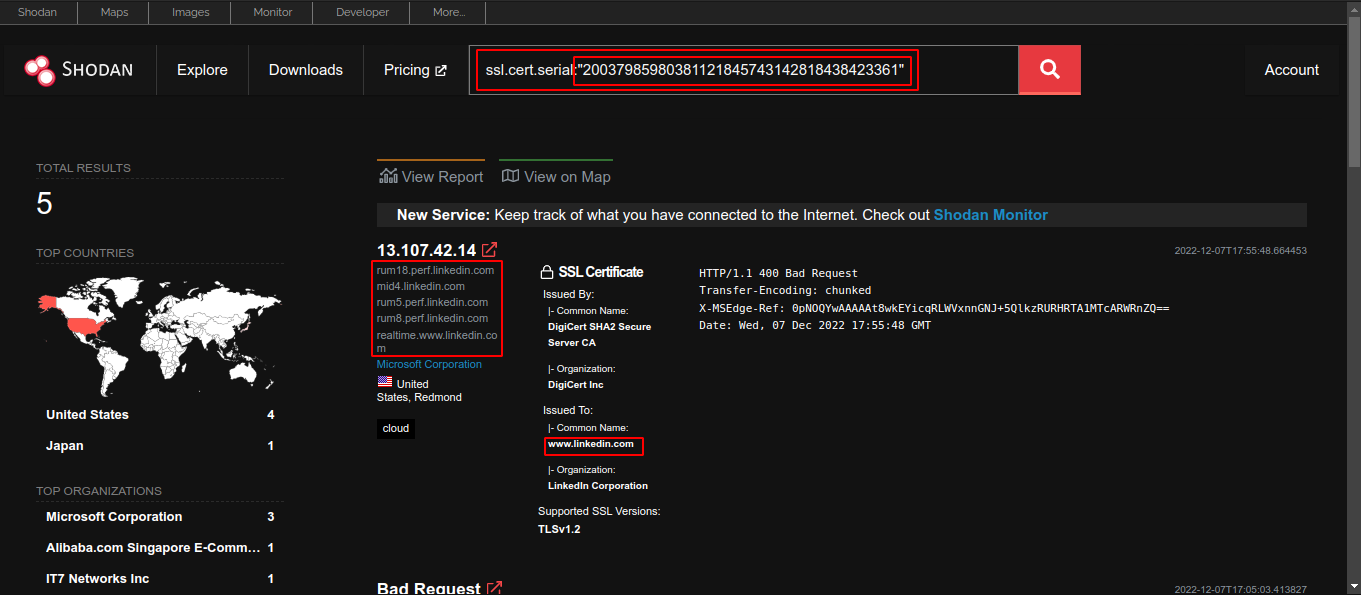 Shodan Maps Images Monitor Developer More...
SHODAN Explore Downloads Pricing ssl.cert.serial:"20037985980381121845743142818438423361" Account
TOTAL RESULTS
5
TOP COUNTRIES
United States 4
Japan 1
TOP ORGANIZATIONS
Microsoft Corporation 3
Alibaba.com Singapore E-Comm… 1
IT7 Networks Inc 1
View Report View on Map
New Service: Keep track of what you have connected to the Internet. Check out Shodan Monitor
13.107.42.14
2022-12-07T17:55:48.664453
rum18.perf.linkedin.com
mid4.linkedin.com
rum5.perf.linkedin.com
rum8.perf.linkedin.com
realtime.www.linkedin.co
m
Microsoft Corporation
United
States, Redmond
cloud
SSL Certificate
Issued By:
|- Common Name:
DigiCert SHA2 Secure
Server CA
|- Organization:
DigiCert Inc
Issued To:
|- Common Name:
www.linkedin.com
|- Organization:
LinkedIn Corporation
Supported SSL Versions:
TLSv1.2
HTTP/1.1 400 Bad Request
Transfer-Encoding: chunked
X-MSEdge-Ref: 0pNOQYwAAAAAt8wkEYicqRLWVxnnGNJ+5QlkzRURHRTA1MTcARWRnZQ==
Date: Wed, 07 Dec 2022 17:55:48 GMT
Bad Request
2022-12-07T17:05:03.413827